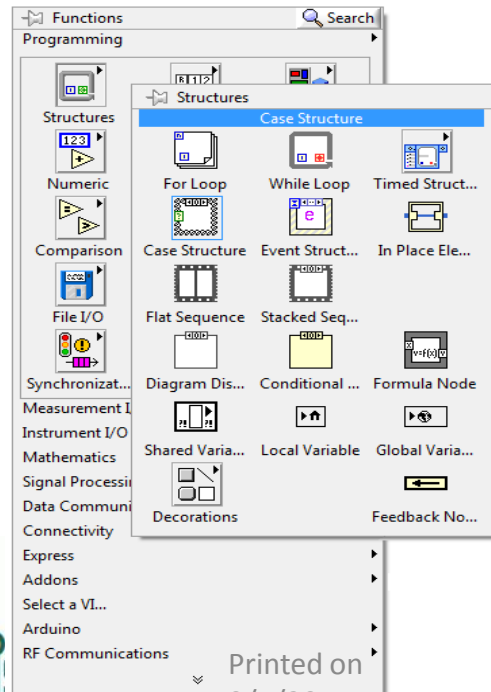 Functions Search
Programming
Structures
Structures
Case Structure
Numeric
For Loop While Loop Timed Struct...
Comparison
Case Structure Event Struct... In Place Ele...
File I/O
Flat Sequence Stacked Seq...
Synchronizat...
Diagram Dis... Conditional ... Formula Node
Measurement I
Instrument I/O
Shared Varia... Local Variable Global Varia...
Mathematics
Signal Processi
Data Communi
Decorations Feedback No...
Connectivity
Express
Addons
Select a VI...
Arduino
RF Communications
Printed on